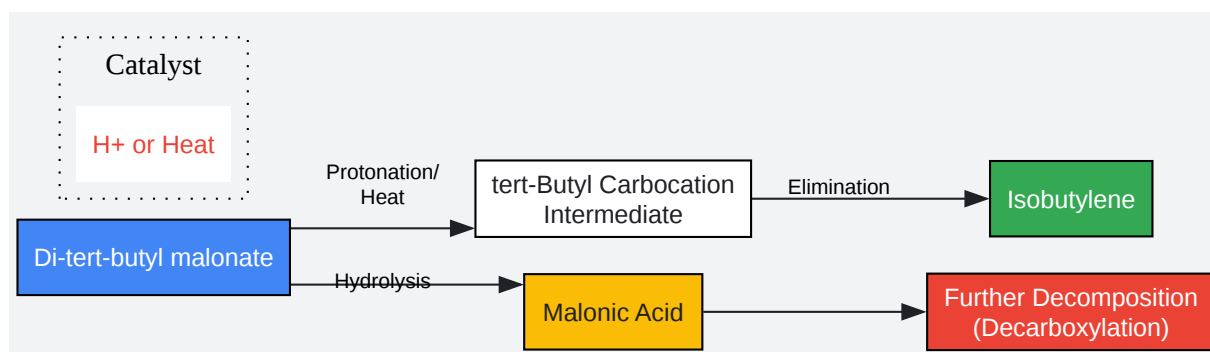 Catalyst
H+ or Heat
Di-tert-butyl malonate
Protonation/
Heat
tert-Butyl Carbocation
Intermediate
Elimination
Isobutylene
Hydrolysis
Malonic Acid
Further Decomposition
(Decarboxylation)